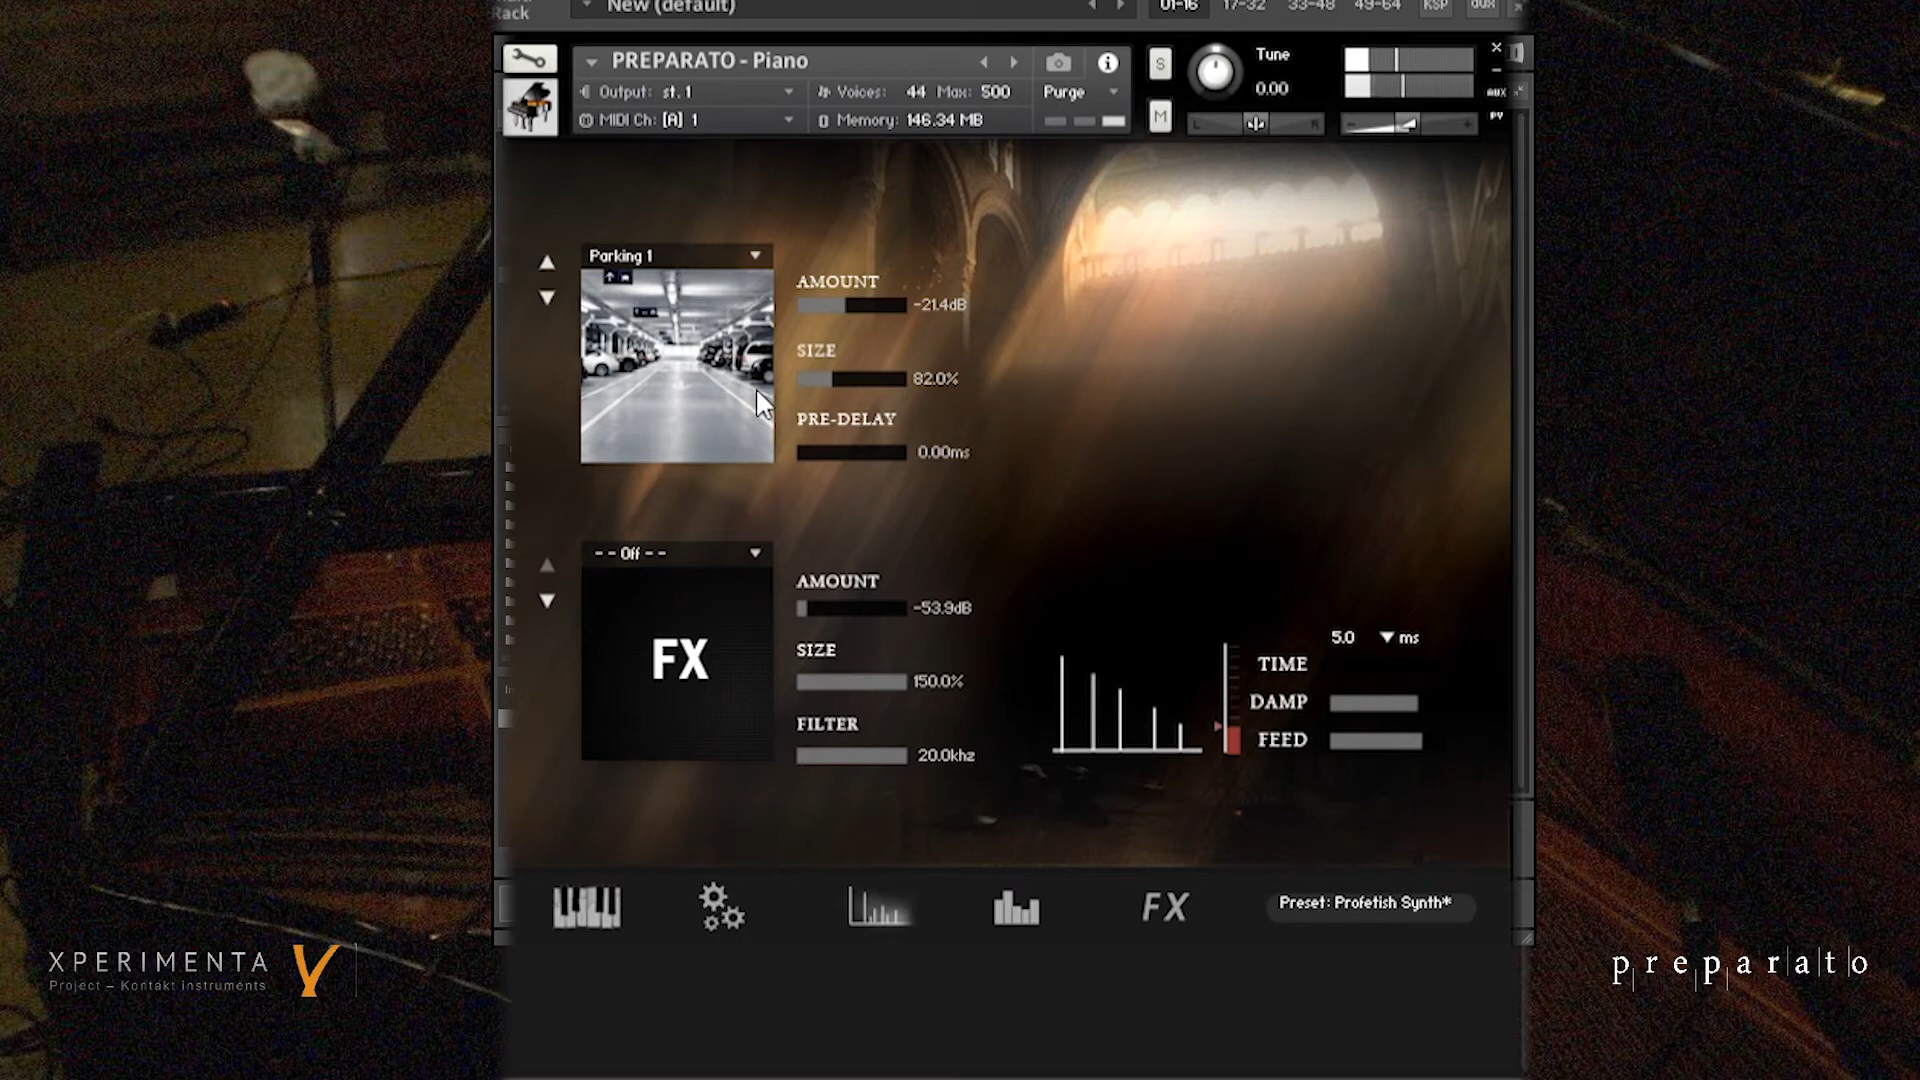 Rack
New (default)
01-16 17-32 33-48 49-64 KSP aux
PREPARATO - Piano
Output: st. 1
Voices: 44 Max: 500
Purge
MIDI Ch: [A] 1
Memory: 146.34 MB
S
M
Tune
0.00
L R
- +
AUX
PV
Parking 1
AMOUNT
-21.4dB
SIZE
82.0%
PRE-DELAY
0.00ms
-- Off --
FX
AMOUNT
-53.9dB
SIZE
150.0%
FILTER
20.0khz
5.0 ms
TIME
DAMP
FEED
FX
Preset: Profetish Synth*
XPERIMENTA
Project – Kontakt instruments
preparato